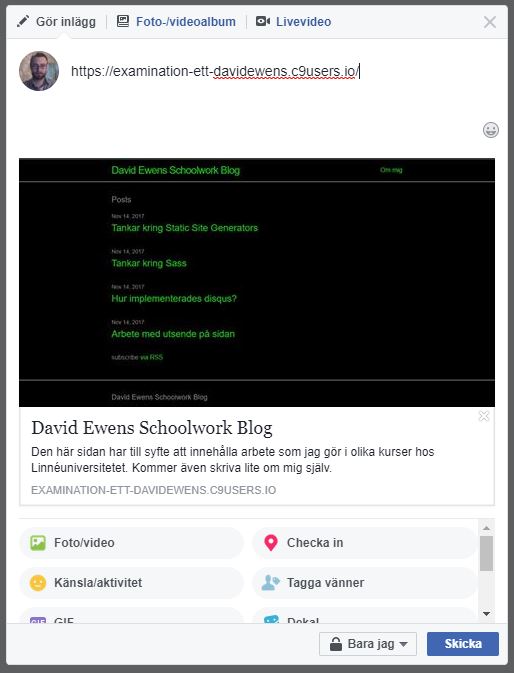 Gör inlägg Foto-/videoalbum Livevideo
https://examination-ett-davidewens.c9users.io/
David Ewens Schoolwork Blog Om mig
Posts
Nov 14, 2017
Tankar kring Static Site Generators
Nov 14, 2017
Tankar kring Sass
Nov 14, 2017
Hur implementerades disqus?
Nov 14, 2017
Arbete med utseende på sidan
subscribe via RSS
David Ewens Schoolwork Blog
David Ewens Schoolwork Blog
Den här sidan har till syfte att innehålla arbete som jag gör i olika kurser hos
Linnéuniversitetet. Kommer även skriva lite om mig själv.
EXAMINATION-ETT-DAVIDEWENS.C9USERS.IO
Foto/video Checka in
Känsla/aktivitet Tagga vänner
GIF Dekal
Bara jag Skicka